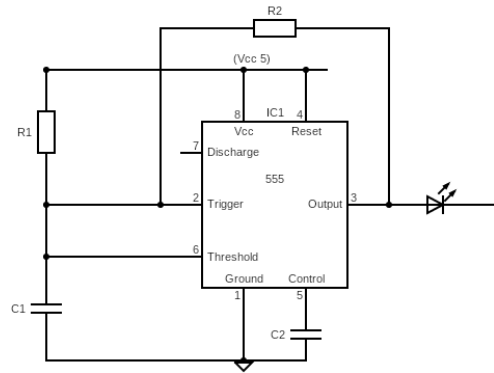 R2
(Vcc 5)
8 IC1 4
Vcc Reset
R1
7 Discharge
555
2 Trigger Output 3
6 Threshold
Ground Control
1 5
C1
C2